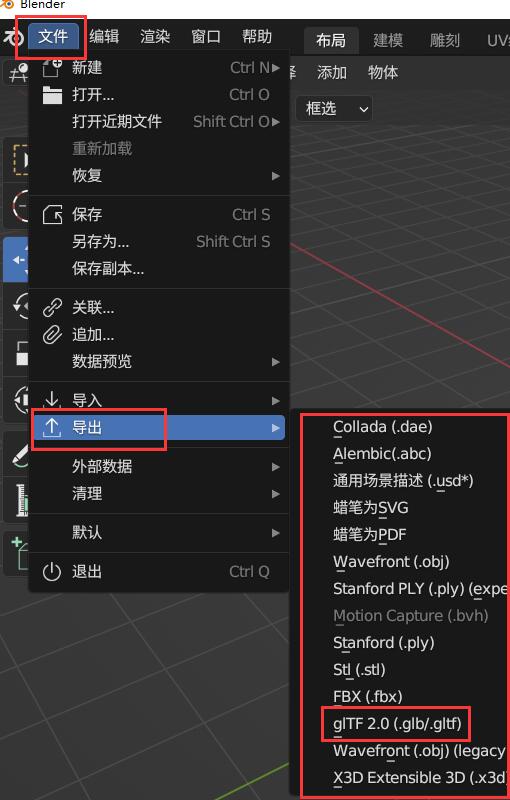 Blender
文件 编辑 渲染 窗口 帮助 布局 建模 雕刻 UV
新建 Ctrl N
添加 物体
打开... Ctrl O
框选
打开近期文件 Shift Ctrl O
重新加载
恢复
保存 Ctrl S
另存为... Shift Ctrl S
保存副本...
关联...
追加...
数据预览
导入
导出
外部数据
清理
默认
退出 Ctrl Q
Collada (.dae)
Alembic(.abc)
通用场景描述 (.usd*)
蜡笔为SVG
蜡笔为PDF
Wavefront (.obj)
Stanford PLY (.ply) (expe
Motion Capture (.bvh)
Stanford (.ply)
Stl (.stl)
FBX (.fbx)
glTF 2.0 (.glb/.gltf)
Wavefront (.obj) (legacy
X3D Extensible 3D (.x3d